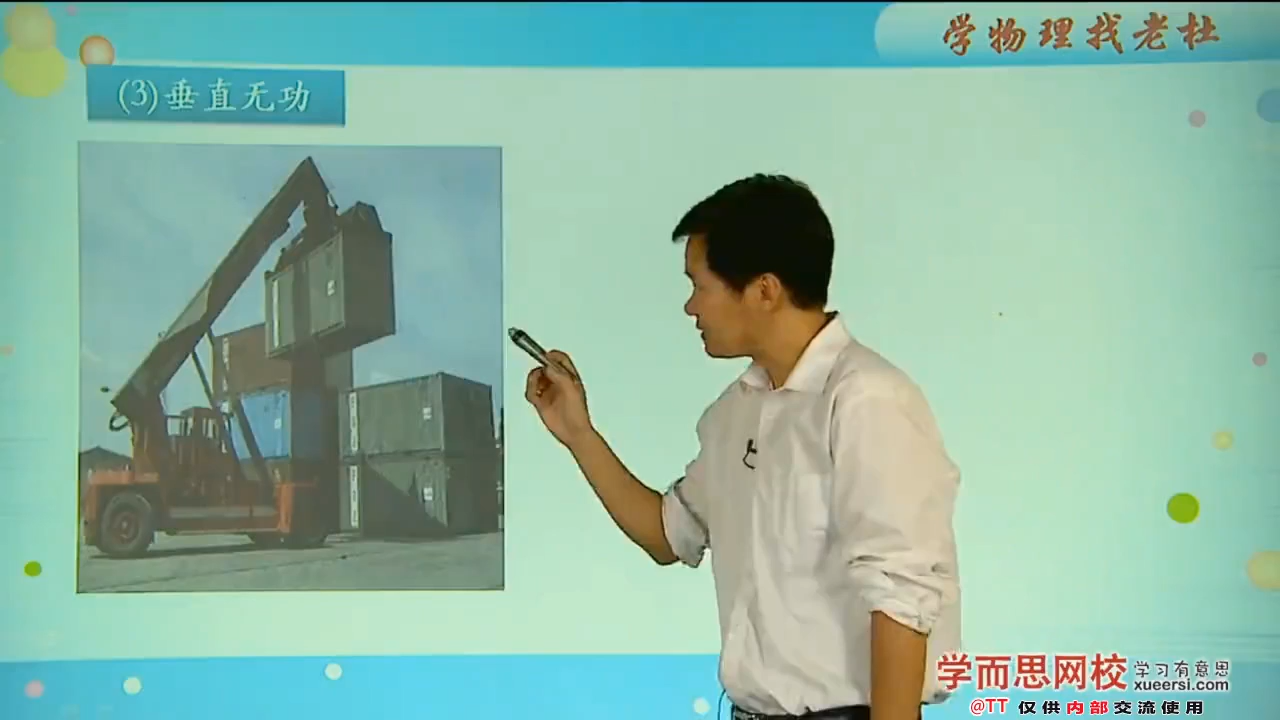 学物理找老杜
(3)垂直无功
学而思网校 学习有意思
xueersi.com
@TT 仅供内部交流使用